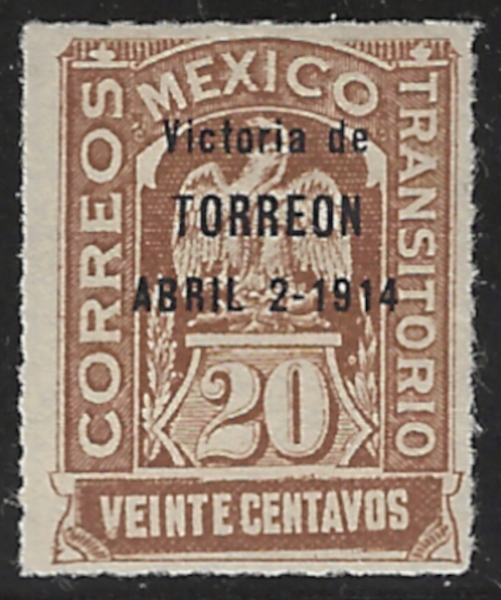 MEXICO
CORREOS
TRANSITORIO
Victoria de
TORREON
ABRIL 2-1914
20
VEINTE CENTAVOS